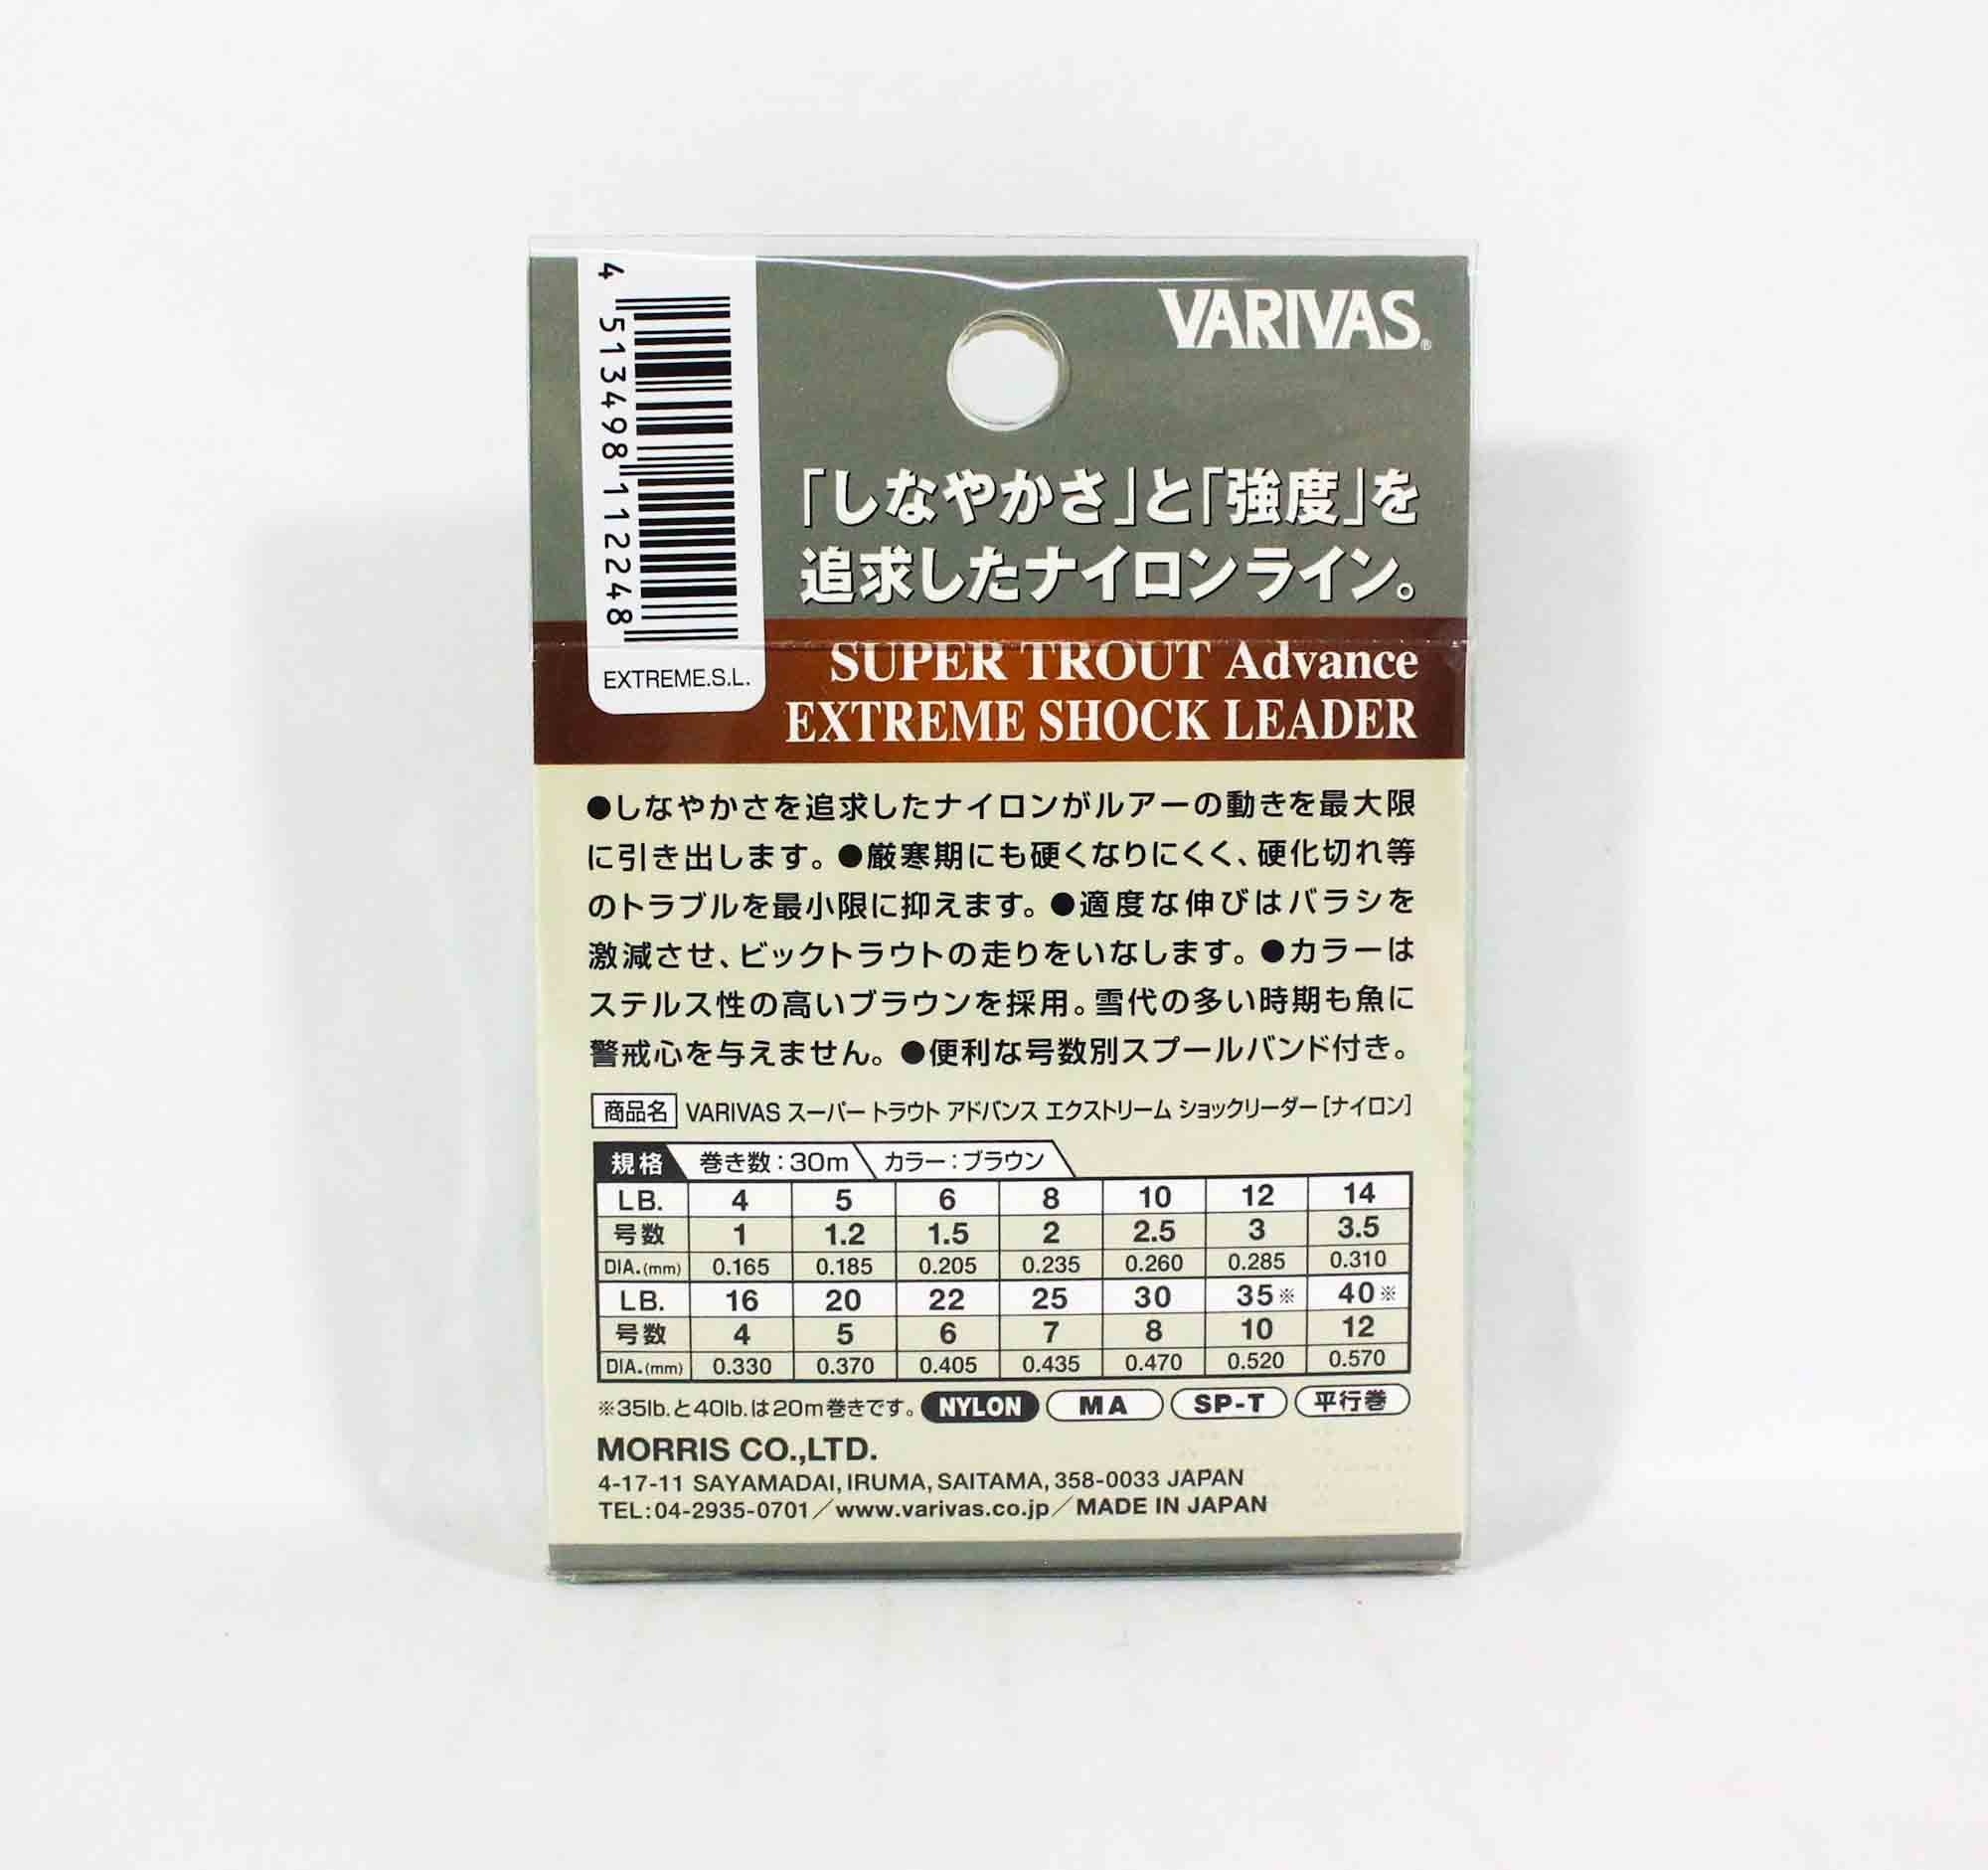 VARIVAS®
4 513498 112248
EXTREME.S.L.
「しなやかさ」と「強度」を
追求したナイロンライン。
SUPER TROUT Advance
EXTREME SHOCK LEADER
●しなやかさを追求したナイロンがルアーの動きを最大限
に引き出します。●厳寒期にも硬くなりにくく、硬化切れ等
のトラブルを最小限に抑えます。●適度な伸びはバラシを
激減させ、ビックトラウトの走りをいなします。●カラーは
ステルス性の高いブラウンを採用。雪代の多い時期も魚に
警戒心を与えません。●便利な号数別スプールバンド付き。
商品名 VARIVAS スーパー トラウト アドバンス エクストリーム ショックリーダー[ナイロン]
規格 巻き数:30m カラー:ブラウン
LB. 4 5 6 8 10 12 14
号数 1 1.2 1.5 2 2.5 3 3.5
DIA.(mm) 0.165 0.185 0.205 0.235 0.260 0.285 0.310
LB. 16 20 22 25 30 35※ 40※
号数 4 5 6 7 8 10 12
DIA.(mm) 0.330 0.370 0.405 0.435 0.470 0.520 0.570
※35lb.と40lb.は20m巻きです。 NYLON MA SP-T 平行巻
MORRIS CO.,LTD.
4-17-11 SAYAMADAI, IRUMA, SAITAMA, 358-0033 JAPAN
TEL:04-2935-0701/www.varivas.co.jp/MADE IN JAPAN